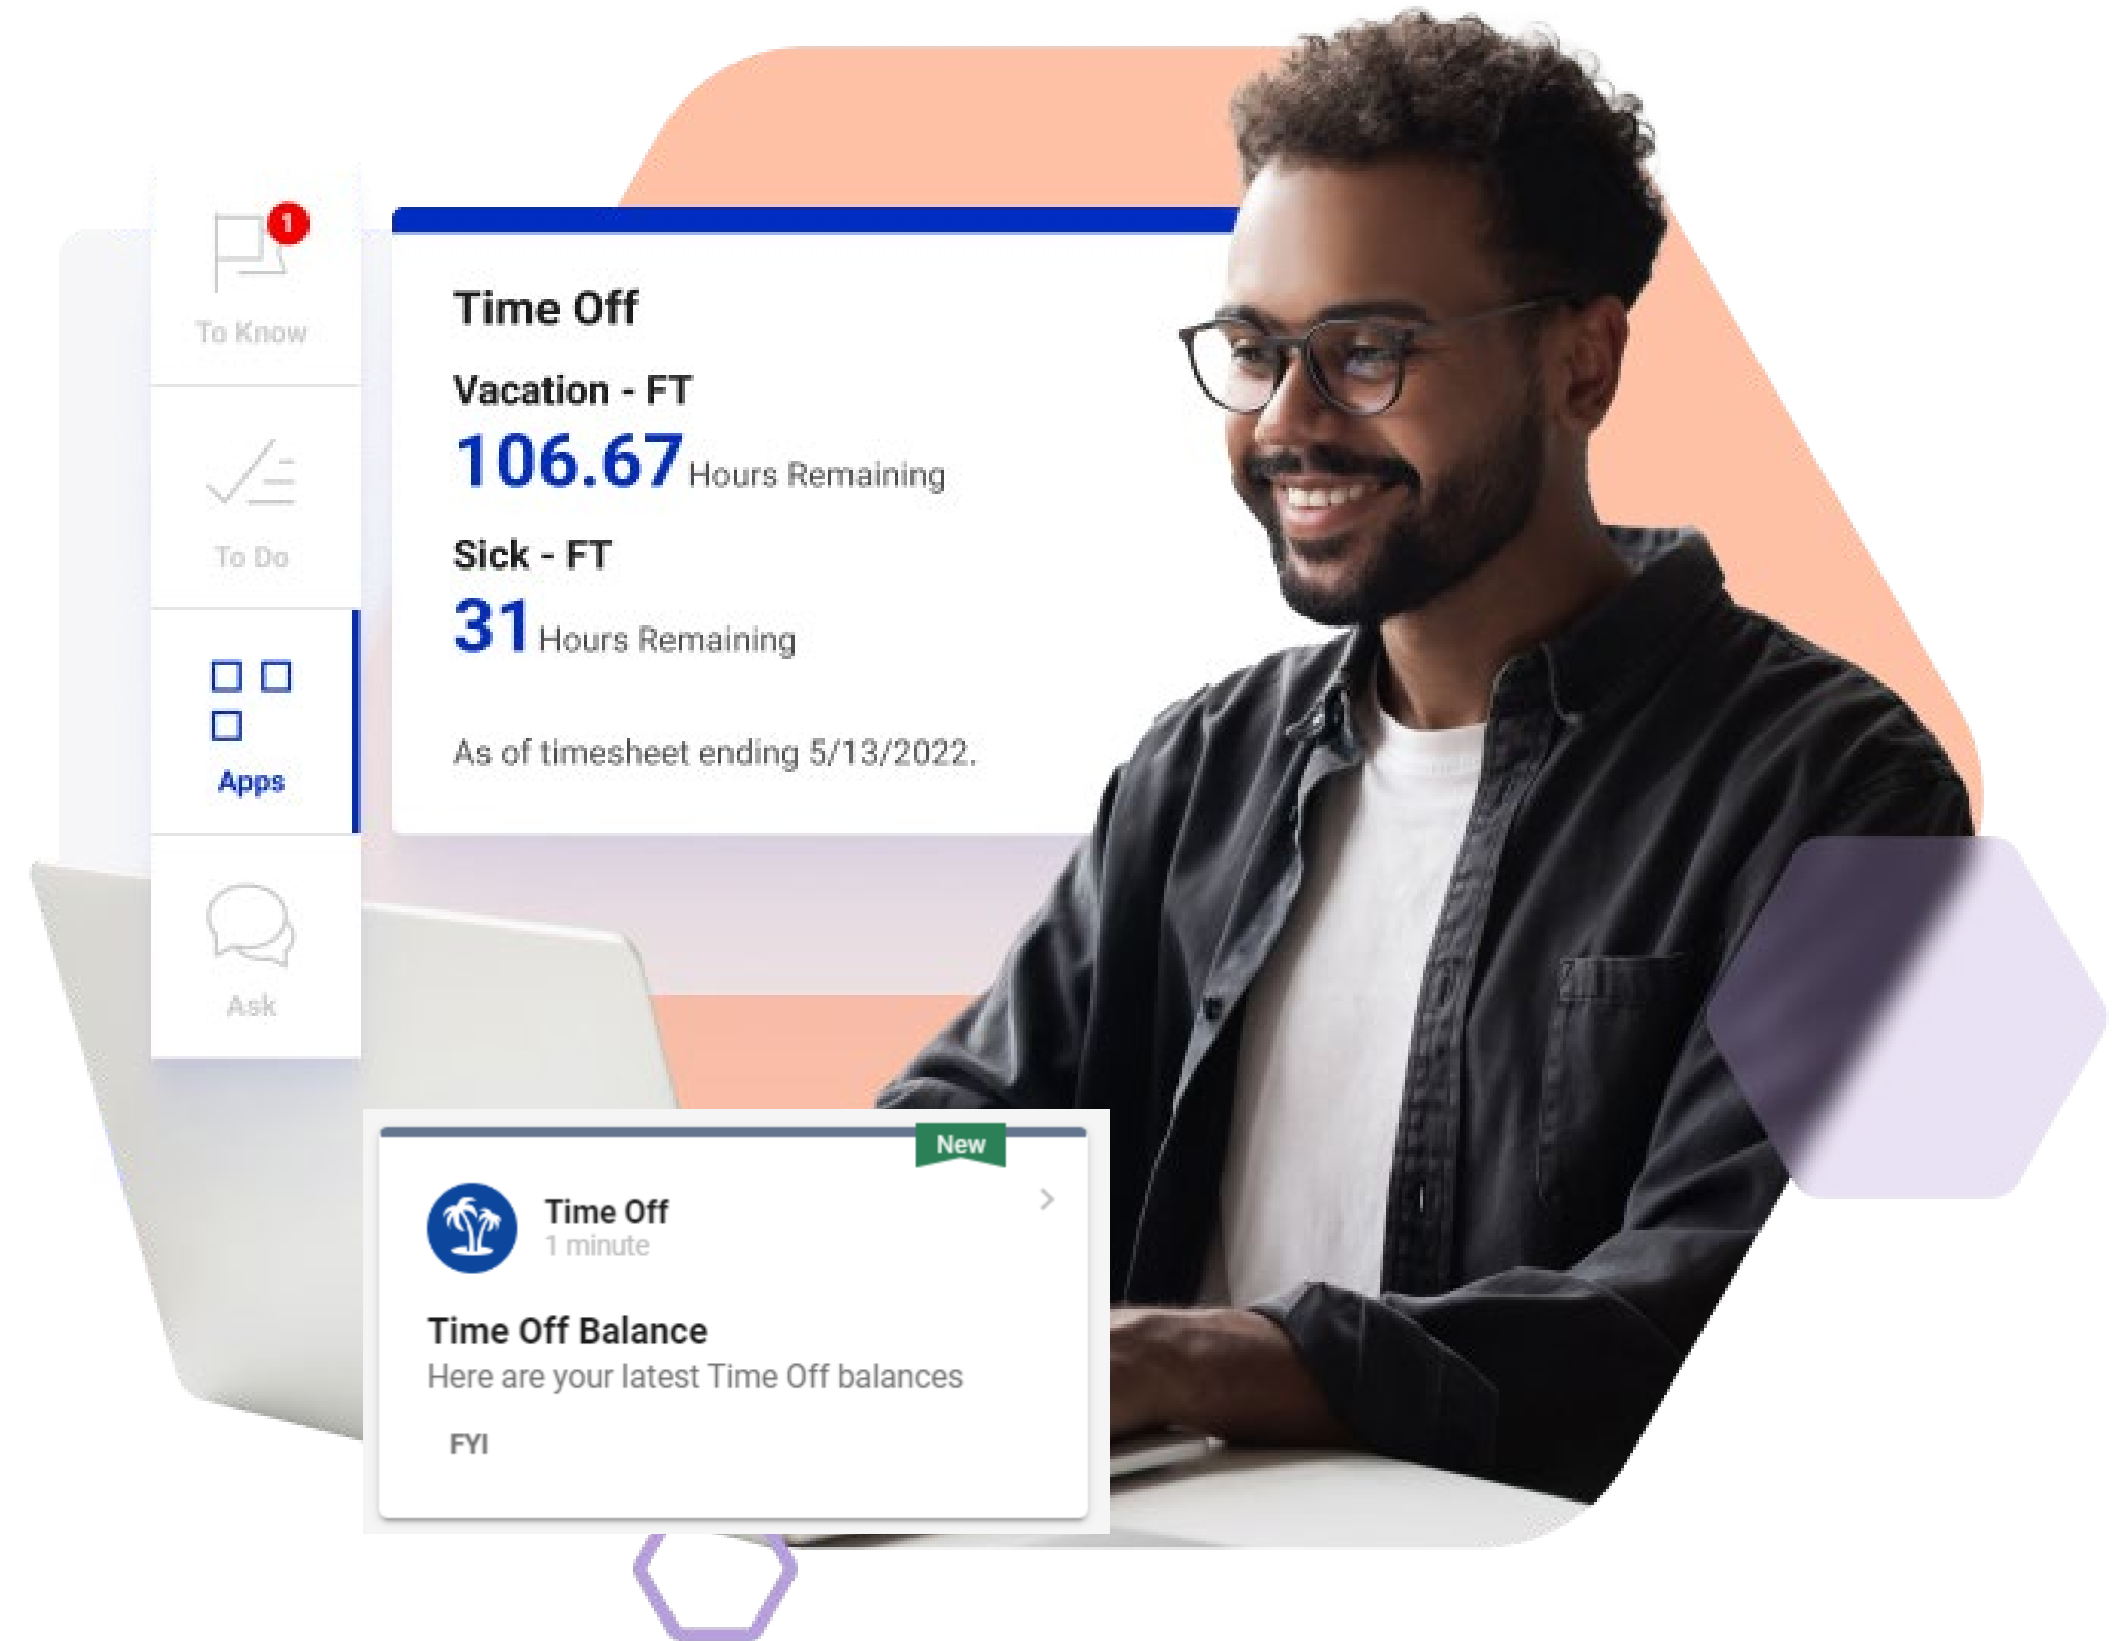 1
To Know
To Do
Apps
Ask
Time Off
Vacation - FT
106.67 Hours Remaining
Sick - FT
31 Hours Remaining
As of timesheet ending 5/13/2022.
New
Time Off
1 minute
Time Off Balance
Here are your latest Time Off balances
FYI